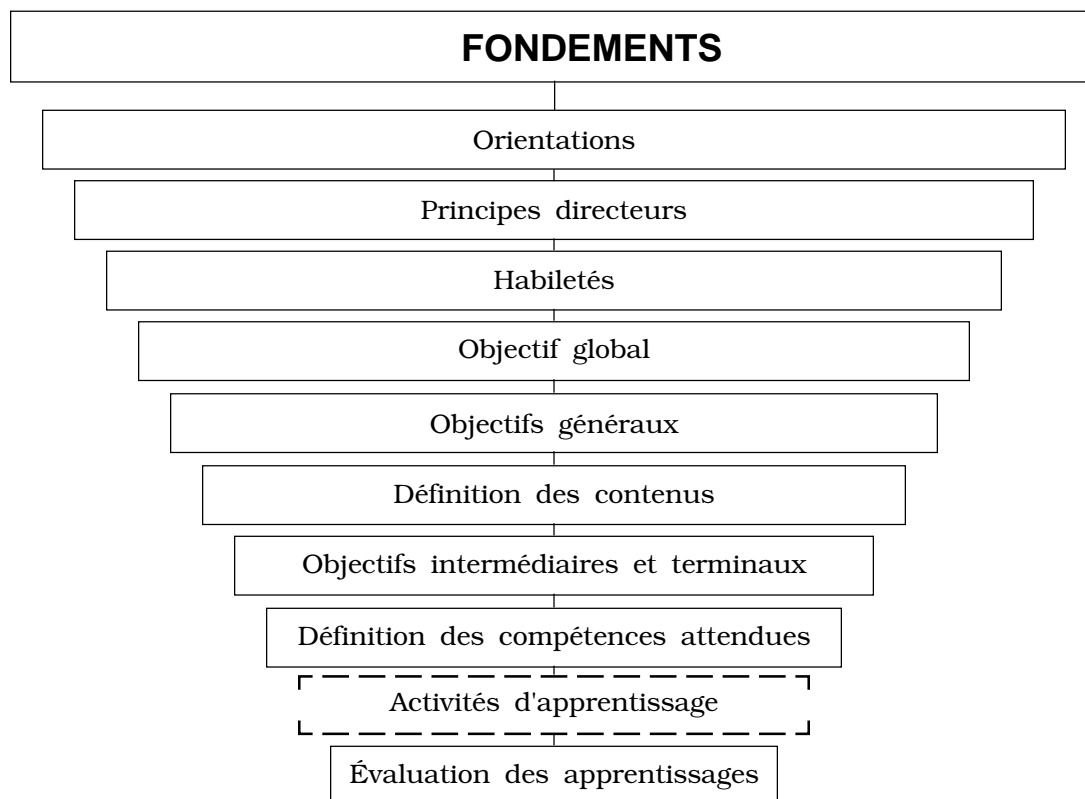 FONDEMENTS
Orientations
Principes directeurs
Habiletés
Objectif global
Objectifs généraux
Définition des contenus
Objectifs intermédiaires et terminaux
Définition des compétences attendues
Activités d'apprentissage
Évaluation des apprentissages